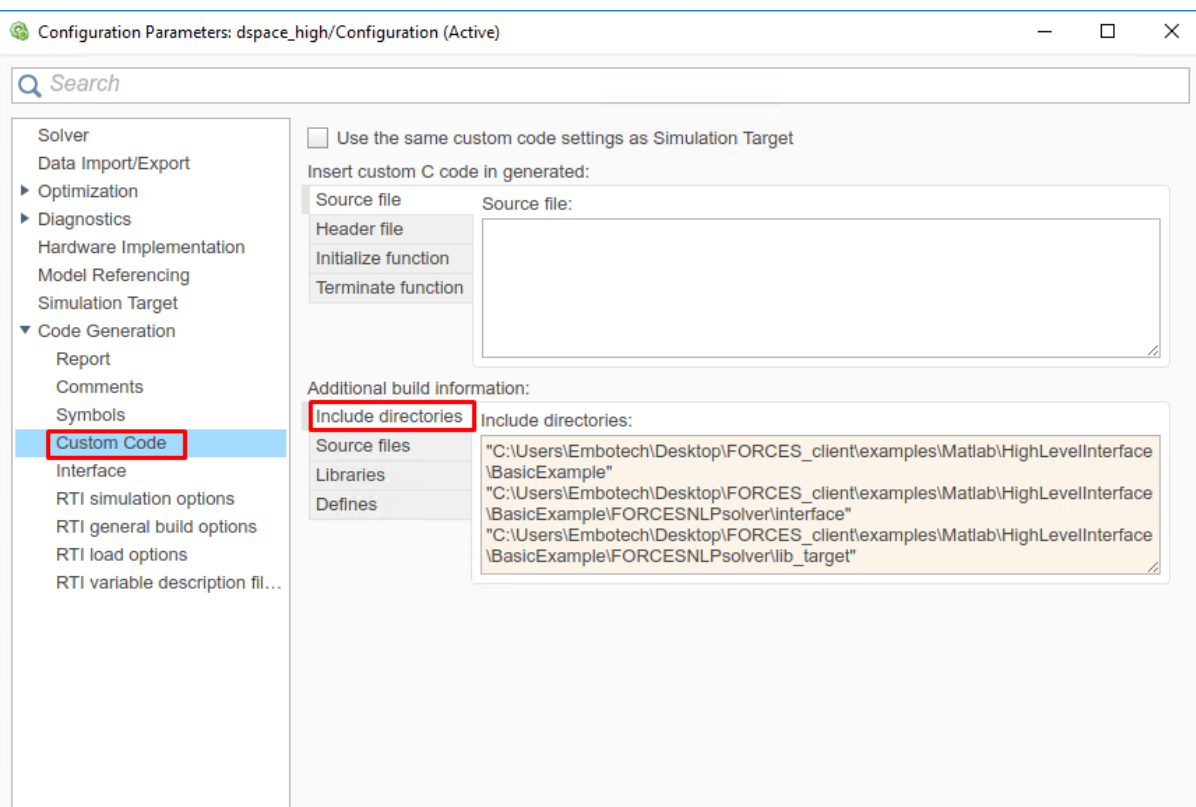 Configuration Parameters: dspace_high/Configuration (Active)
Search
Solver
Data Import/Export
Optimization
Diagnostics
Hardware Implementation
Model Referencing
Simulation Target
Code Generation
Report
Comments
Symbols
Custom Code
Interface
RTI simulation options
RTI general build options
RTI load options
RTI variable description fil...
Use the same custom code settings as Simulation Target
Insert custom C code in generated:
Source file
Header file
Initialize function
Terminate function
Source file:
Additional build information:
Include directories
Source files
Libraries
Defines
Include directories:
"C:\Users\Embotech\Desktop\FORCES_client\examples\Matlab\HighLevelInterface
\BasicExample"
"C:\Users\Embotech\Desktop\FORCES_client\examples\Matlab\HighLevelInterface
\BasicExample\FORCESNLPsolver\interface"
"C:\Users\Embotech\Desktop\FORCES_client\examples\Matlab\HighLevelInterface
\BasicExample\FORCESNLPsolver\lib_target"